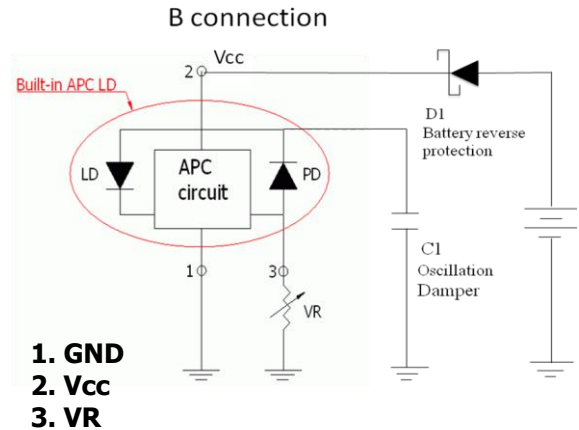 B connection
2 Vcc
Built-in APC LD
D1
Battery reverse
protection
LD
APC
circuit
PD
C1
Oscillation
Damper
1
3
VR
1. GND
2. Vcc
3. VR